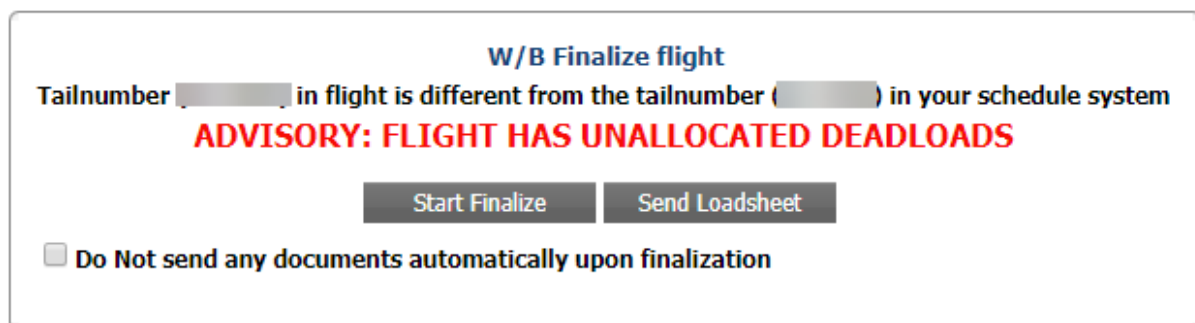 W/B Finalize flight
Tailnumber in flight is different from the tailnumber ( ) in your schedule system
ADVISORY: FLIGHT HAS UNALLOCATED DEADLOADS
Start Finalize Send Loadsheet
Do Not send any documents automatically upon finalization